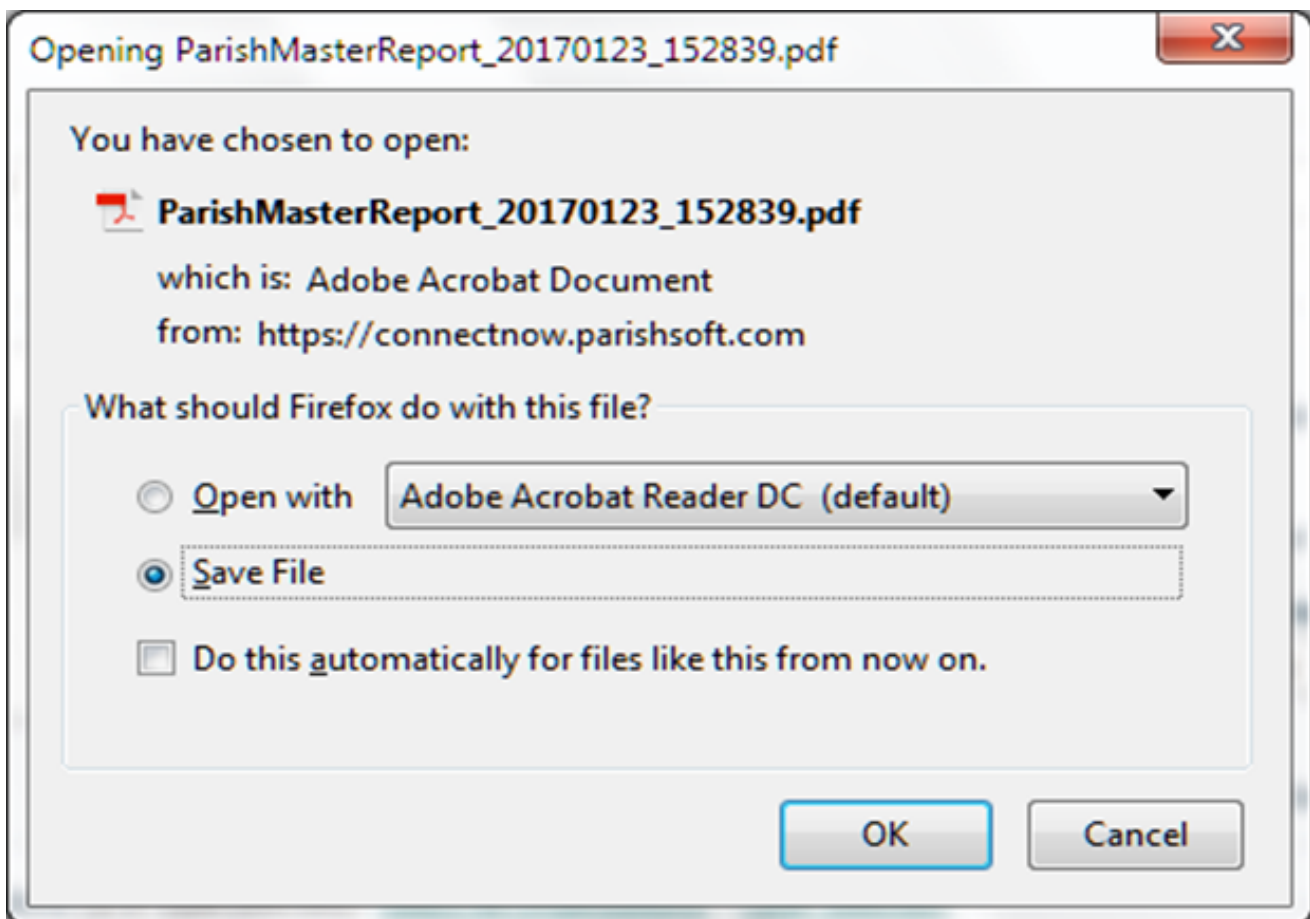 Opening ParishMasterReport_20170123_152839.pdf
You have chosen to open:
ParishMasterReport_20170123_152839.pdf
which is: Adobe Acrobat Document
from: https://connectnow.parishsoft.com
What should Firefox do with this file?
Open with Adobe Acrobat Reader DC (default)
Save File
Do this automatically for files like this from now on.
OK Cancel